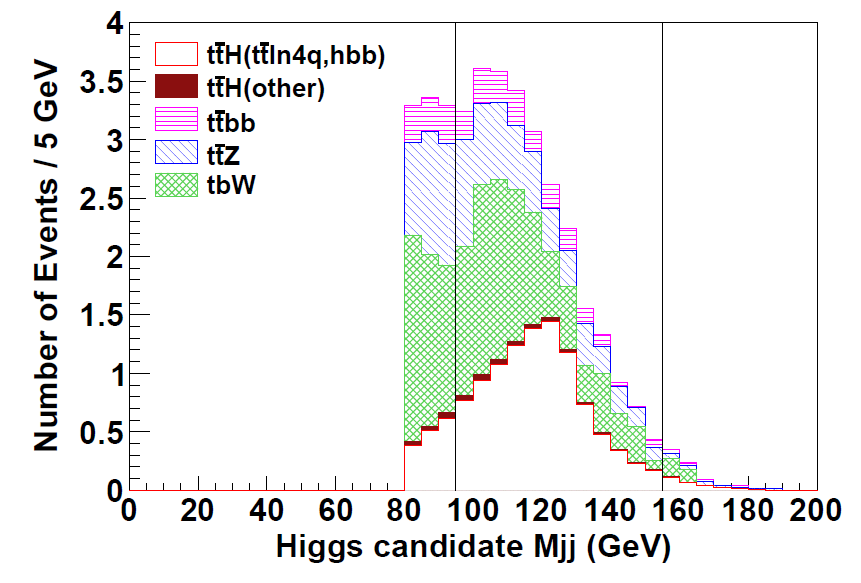 Number of Events / 5 GeV
4
3.5
3
2.5
2
1.5
1
0.5
0
tt̄H(tt̄ln4q,hbb)
tt̄H(other)
tt̄bb
tt̄Z
tbW
0 20 40 60 80 100 120 140 160 180 200
Higgs candidate Mjj (GeV)